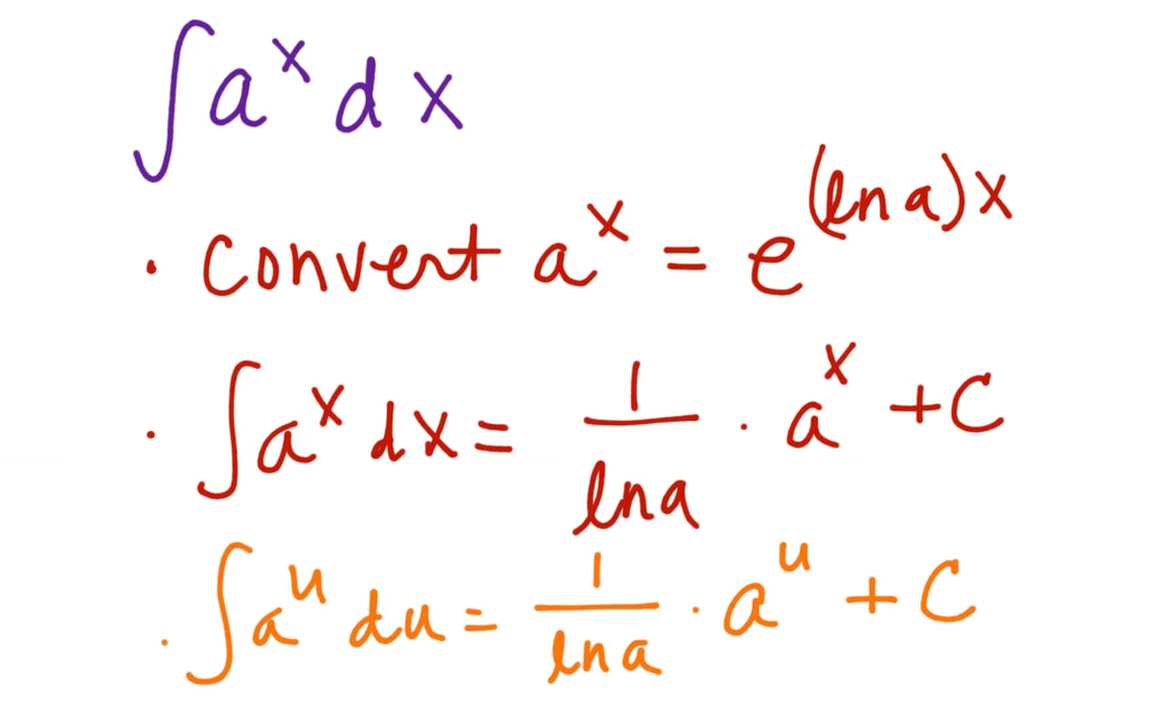 ∫aˣ dx
· convert aˣ = e^((ln a)x)
· ∫aˣ dx = 1/(ln a) · aˣ + C
· ∫aᵘ du = 1/(ln a) · aᵘ + C